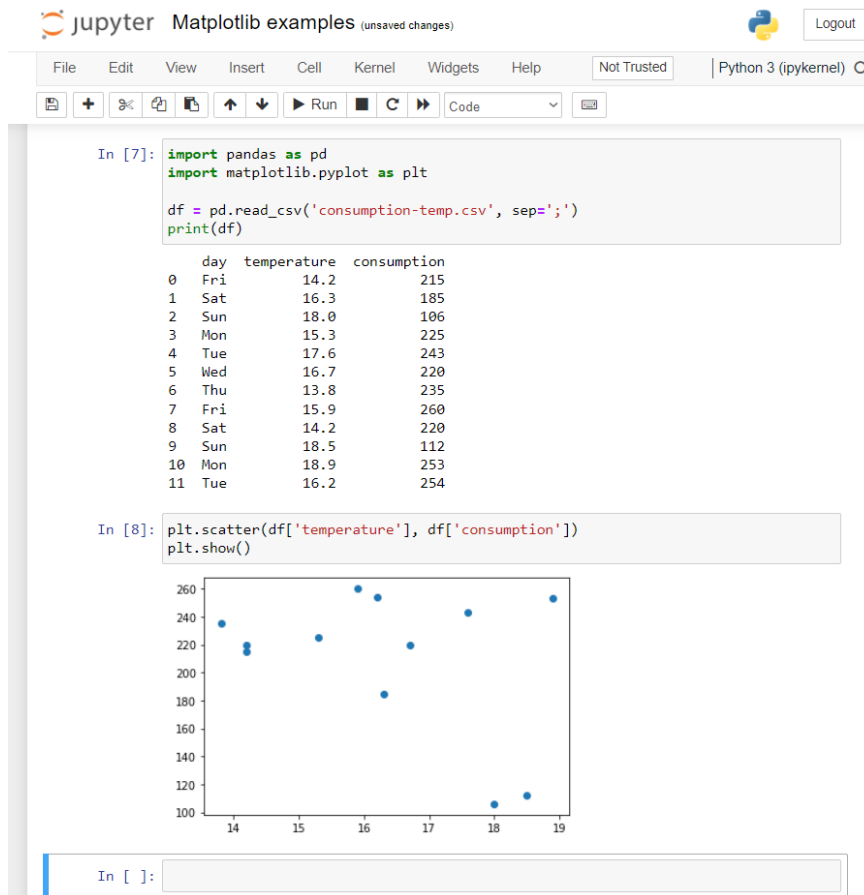 jupyter Matplotlib examples (unsaved changes) Logout
File Edit View Insert Cell Kernel Widgets Help Not Trusted Python 3 (ipykernel)
Run Code
In [7]: import pandas as pd
import matplotlib.pyplot as plt
df = pd.read_csv('consumption-temp.csv', sep=';')
print(df)
day temperature consumption
0 Fri 14.2 215
1 Sat 16.3 185
2 Sun 18.0 106
3 Mon 15.3 225
4 Tue 17.6 243
5 Wed 16.7 220
6 Thu 13.8 235
7 Fri 15.9 260
8 Sat 14.2 220
9 Sun 18.5 112
10 Mon 18.9 253
11 Tue 16.2 254
In [8]: plt.scatter(df['temperature'], df['consumption'])
plt.show()
260
240
220
200
180
160
140
120
100
14 15 16 17 18 19
In [ ]: